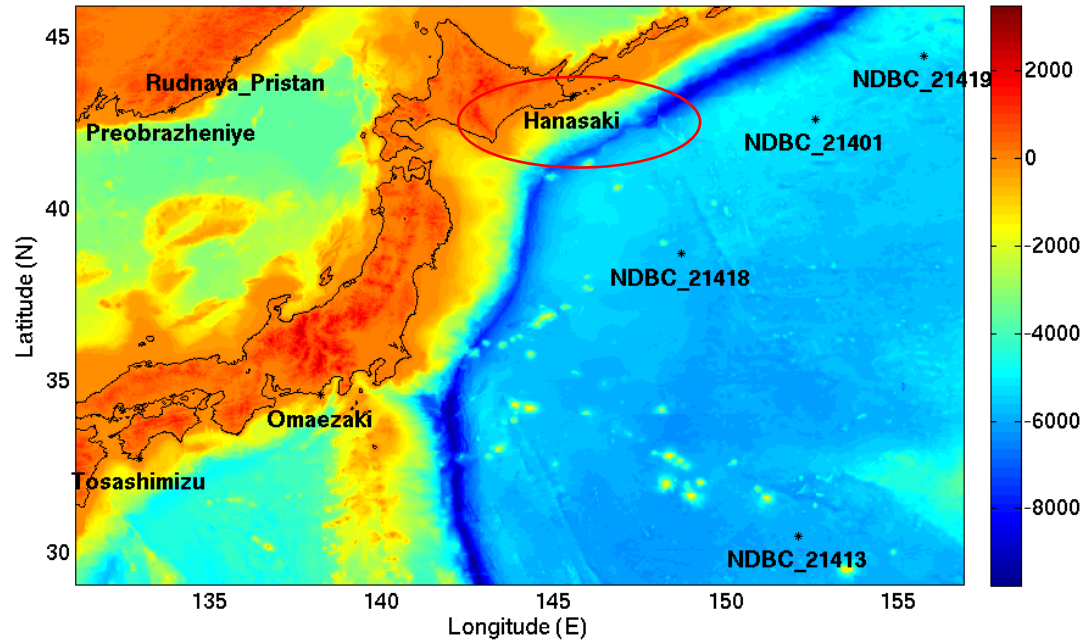 45
40
35
30
Latitude (N)
135
140
145
150
155
Longitude (E)
Rudnaya_Pristan
Preobrazheniye
Hanasaki
NDBC_21419
NDBC_21401
NDBC_21418
Omaezaki
Tosashimizu
NDBC_21413
2000
0
-2000
-4000
-6000
-8000